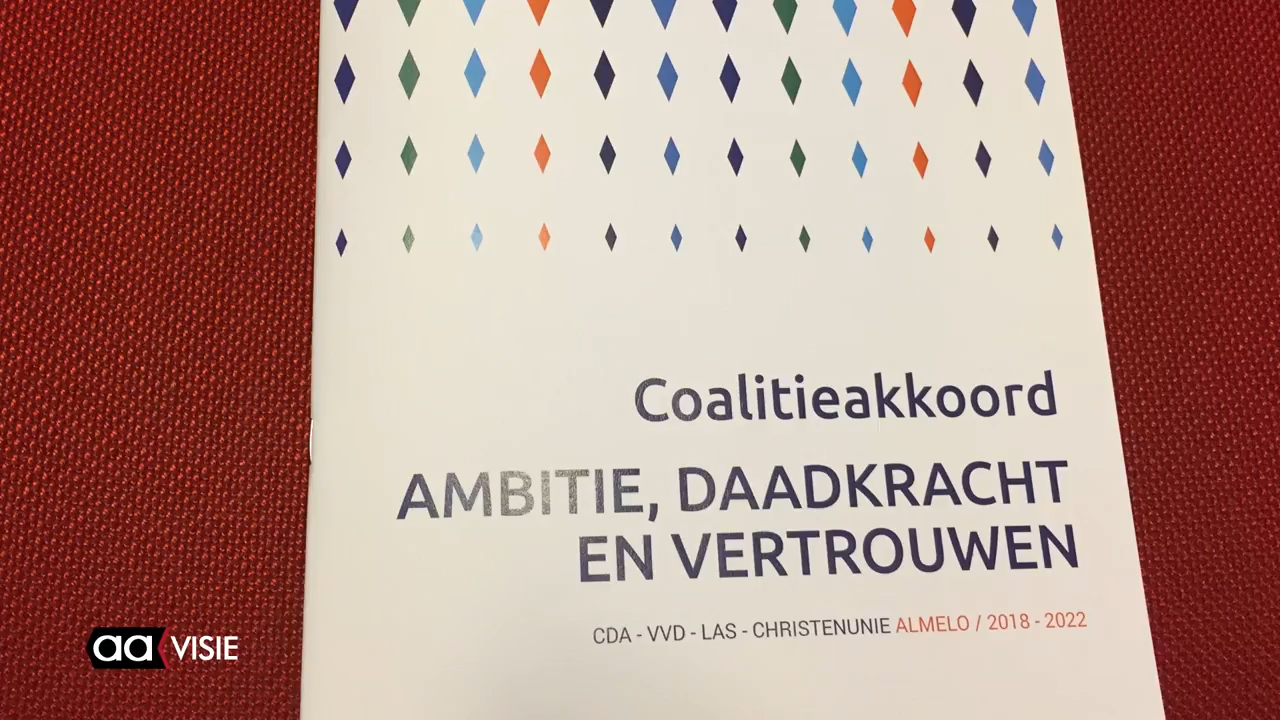 Coalitieakkoord
AMBITIE, DAADKRACHT
EN VERTROUWEN
CDA - VVD - LAS - CHRISTENUNIE ALMELO / 2018 - 2022
aa VISIE